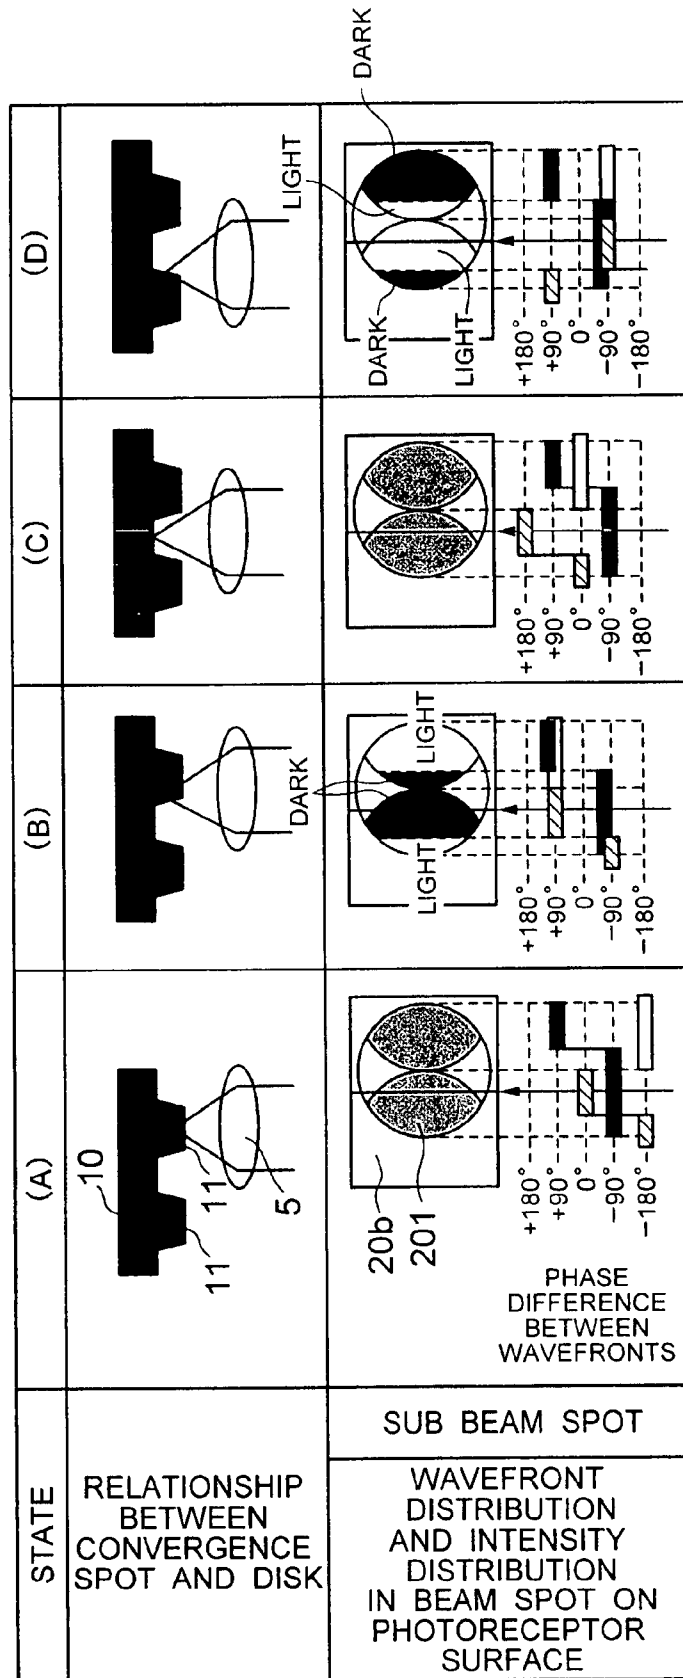 STATE
(A)
(B)
(C)
(D)
RELATIONSHIP
BETWEEN
CONVERGENCE
SPOT AND DISK
10
11
11
5
WAVEFRONT
DISTRIBUTION
AND INTENSITY
DISTRIBUTION
IN BEAM SPOT ON
PHOTORECEPTOR
SURFACE
SUB BEAM SPOT
20b
201
PHASE
DIFFERENCE
BETWEEN
WAVEFRONTS
+180°
+90°
0°
-90°
-180°
DARK
LIGHT
LIGHT
+180°
+90°
0°
-90°
-180°
+180°
+90°
0°
-90°
-180°
DARK
LIGHT
DARK
LIGHT
+180°
+90°
0°
-90°
-180°